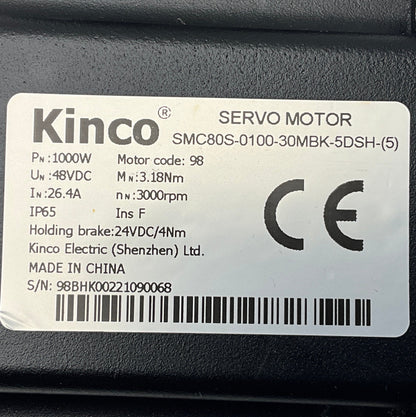 Kinco® SERVO MOTOR
SMC80S-0100-30MBK-5DSH-(5)
PN:1000W Motor code: 98
UN:48VDC MN:3.18Nm
IN:26.4A nN:3000rpm
IP65 Ins F
Holding brake:24VDC/4Nm
Kinco Electric (Shenzhen) Ltd.
MADE IN CHINA
S/N: 98BHK00221090068
CE